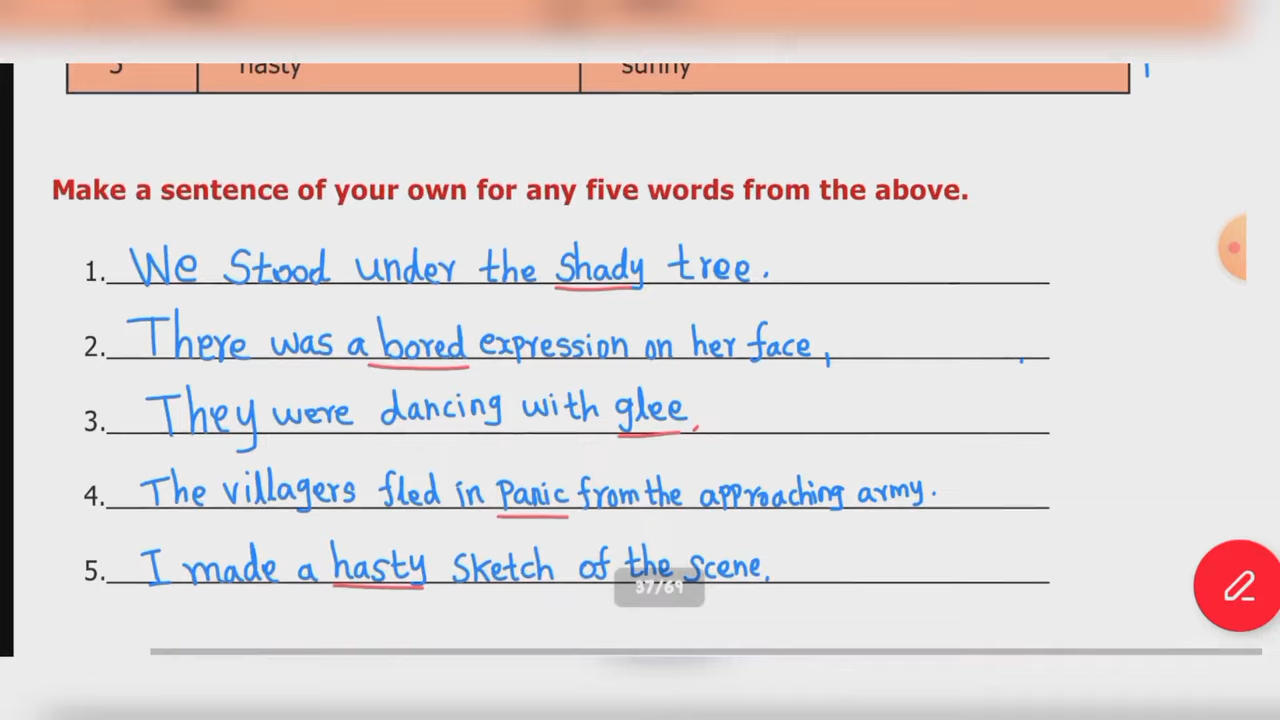 5 hasty sunny
Make a sentence of your own for any five words from the above.
1. We Stood under the shady tree.
2. There was a bored expression on her face,
3. They were dancing with glee.
4. The villagers fled in panic from the approaching army.
5. I made a hasty sketch of the scene.
37/69